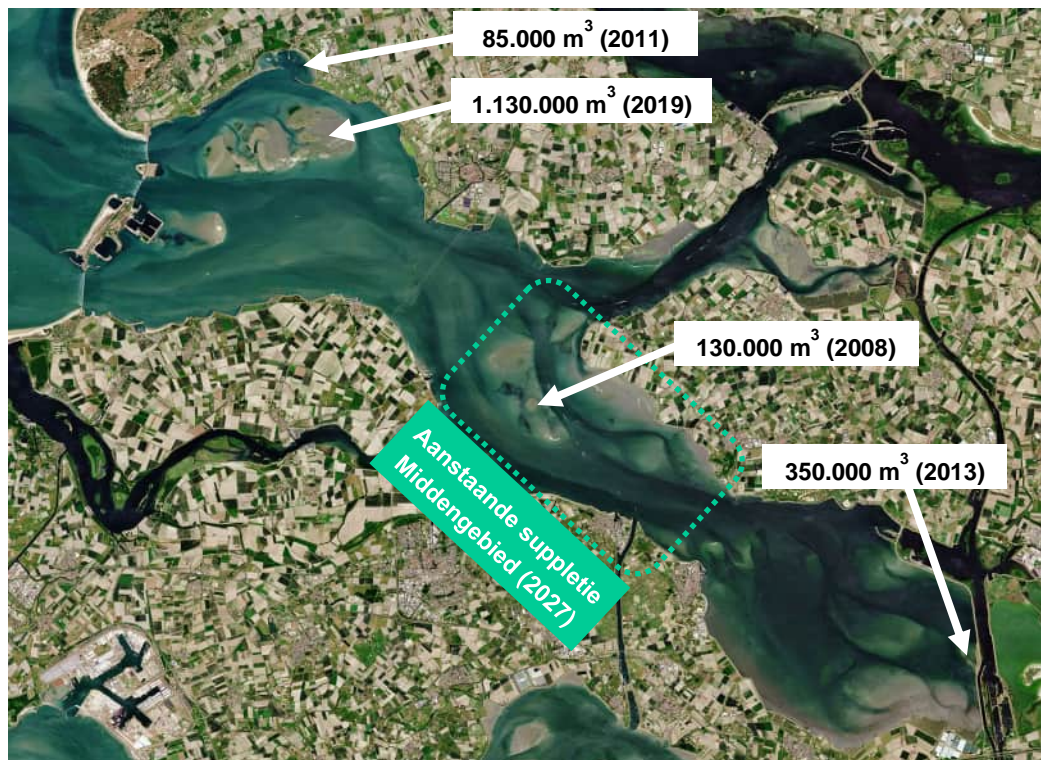 85.000 m³ (2011)
1.130.000 m³ (2019)
130.000 m³ (2008)
350.000 m³ (2013)
Aanstaande suppletie
Middengebied (2027)